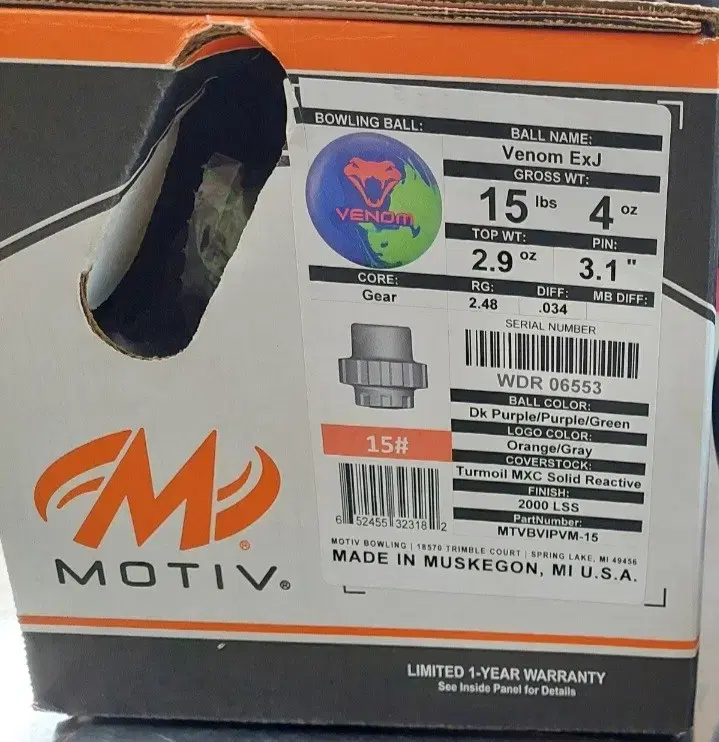 BOWLING BALL:
BALL NAME:
Venom ExJ
GROSS WT:
15 lbs 4 oz
VENOM
TOP WT: PIN:
2.9 oz 3.1 "
CORE:
Gear
RG: DIFF: MB DIFF:
2.48 .034
SERIAL NUMBER
WDR 06553
BALL COLOR:
Dk Purple/Purple/Green
LOGO COLOR:
Orange/Gray
COVERSTOCK:
Turmoil MXC Solid Reactive
FINISH:
2000 LSS
PartNumber:
MTVBVIPVM-15
15#
6 52455 32318 2
MOTIV BOWLING | 18570 TRIMBLE COURT | SPRING LAKE, MI 49456
MADE IN MUSKEGON, MI U.S.A.
M®
MOTIV®
LIMITED 1-YEAR WARRANTY
See Inside Panel for Details